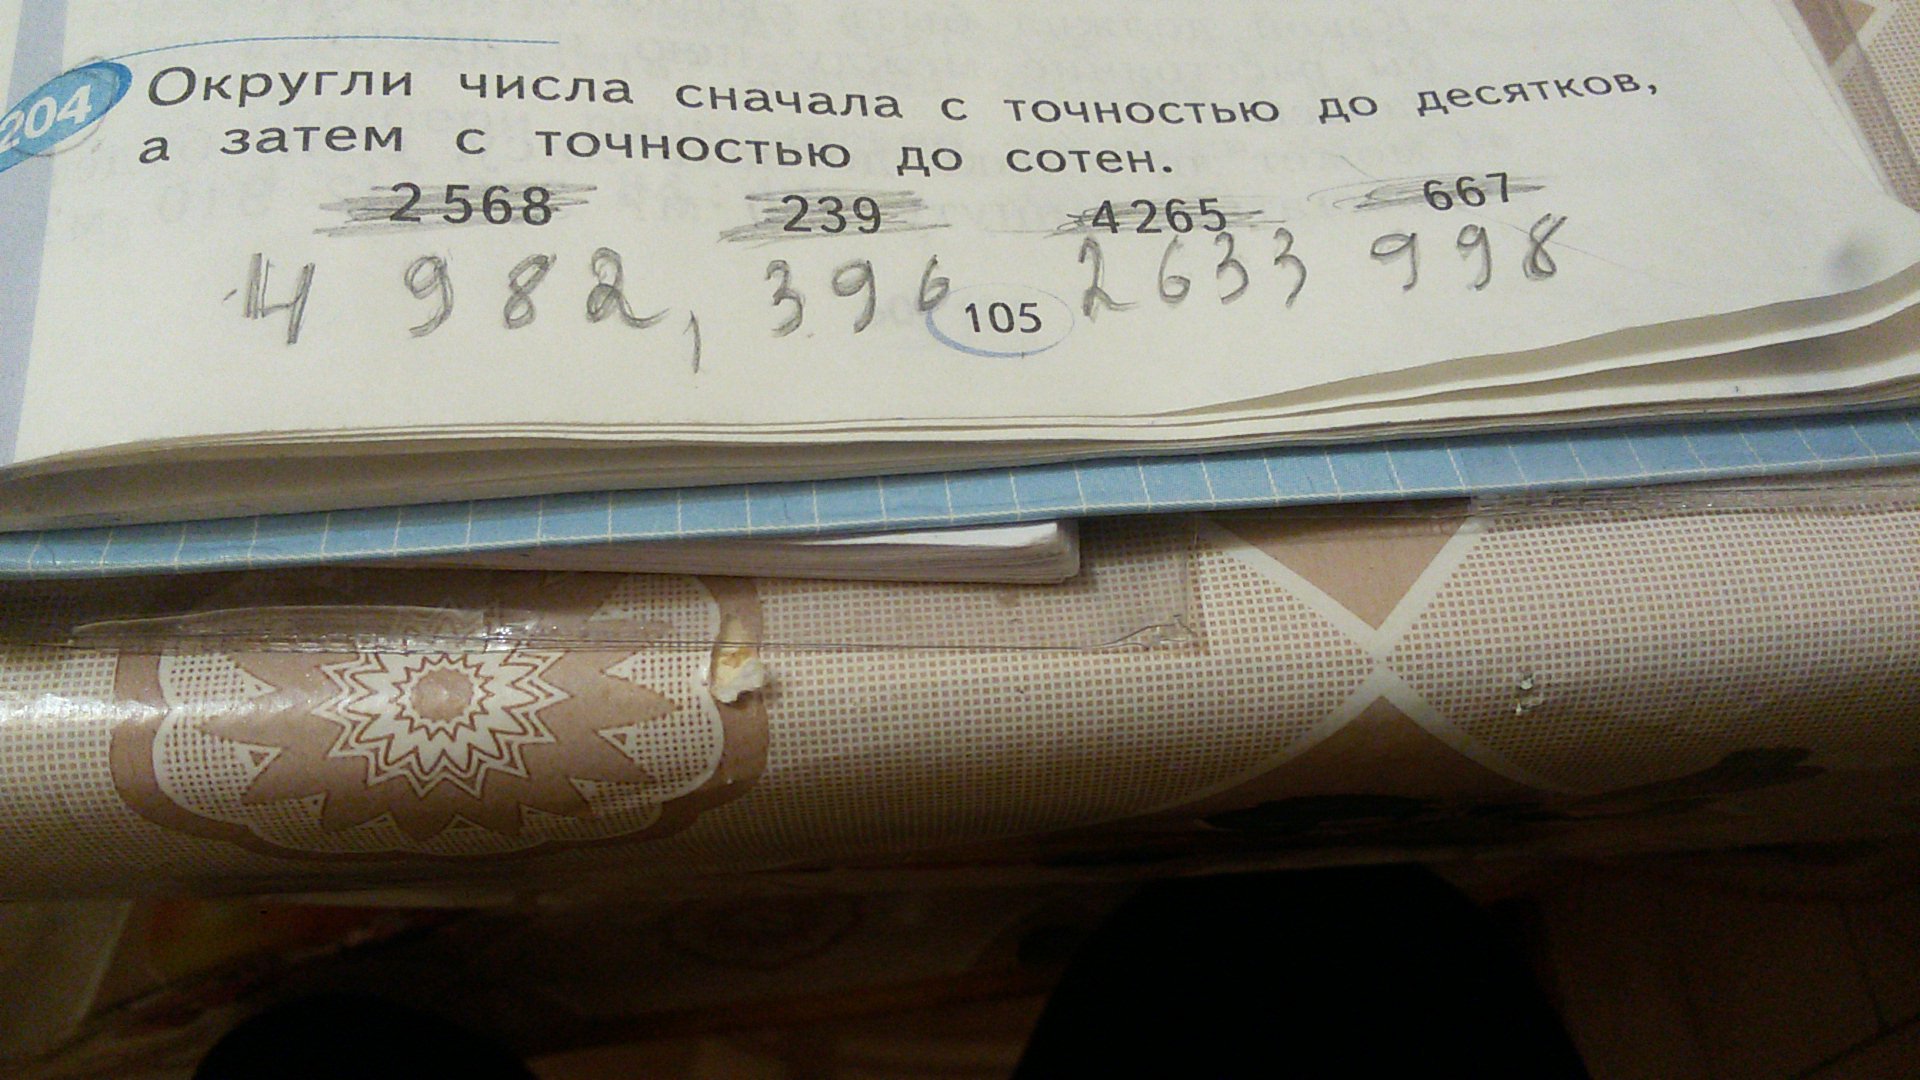 204 Округли числа сначала с точностью до десятков,
а затем с точностью до сотен.
2 568 239 4 265 667
4 982, 396 2633 998
105